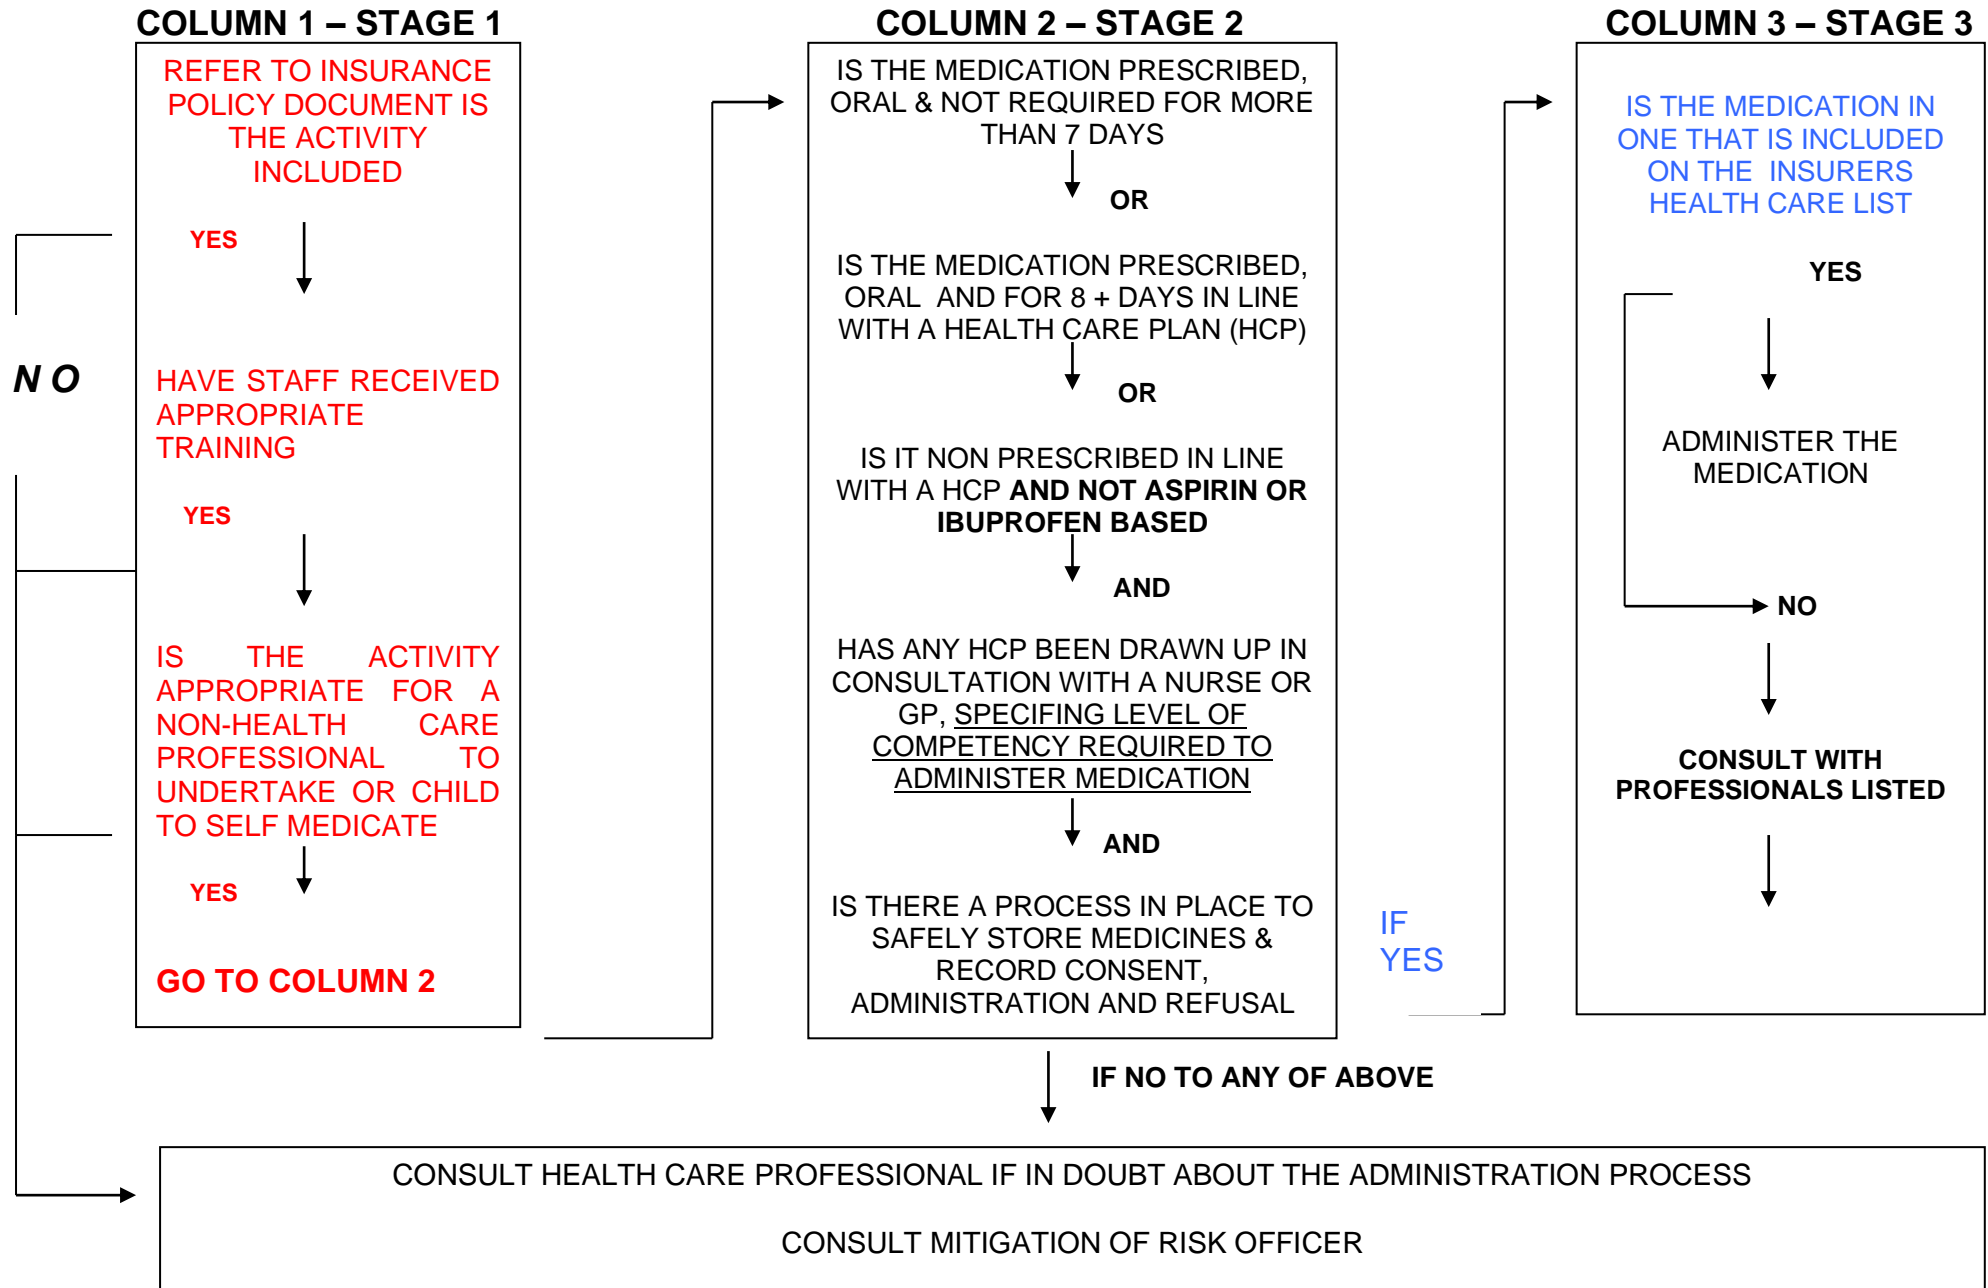 COLUMN 1 – STAGE 1
REFER TO INSURANCE
POLICY DOCUMENT IS
THE ACTIVITY
INCLUDED
YES
N O
HAVE STAFF RECEIVED
APPROPRIATE
TRAINING
YES
IS THE ACTIVITY
APPROPRIATE FOR A
NON-HEALTH CARE
PROFESSIONAL TO
UNDERTAKE OR CHILD
TO SELF MEDICATE
YES
GO TO COLUMN 2
COLUMN 2 – STAGE 2
IS THE MEDICATION PRESCRIBED,
ORAL & NOT REQUIRED FOR MORE
THAN 7 DAYS
OR
IS THE MEDICATION PRESCRIBED,
ORAL AND FOR 8 + DAYS IN LINE
WITH A HEALTH CARE PLAN (HCP)
OR
IS IT NON PRESCRIBED IN LINE
WITH A HCP AND NOT ASPIRIN OR
IBUPROFEN BASED
AND
HAS ANY HCP BEEN DRAWN UP IN
CONSULTATION WITH A NURSE OR
GP, SPECIFING LEVEL OF
COMPETENCY REQUIRED TO
ADMINISTER MEDICATION
AND
IS THERE A PROCESS IN PLACE TO
SAFELY STORE MEDICINES &
RECORD CONSENT,
ADMINISTRATION AND REFUSAL
IF
YES
COLUMN 3 – STAGE 3
IS THE MEDICATION IN
ONE THAT IS INCLUDED
ON THE INSURERS
HEALTH CARE LIST
YES
ADMINISTER THE
MEDICATION
NO
CONSULT WITH
PROFESSIONALS LISTED
IF NO TO ANY OF ABOVE
CONSULT HEALTH CARE PROFESSIONAL IF IN DOUBT ABOUT THE ADMINISTRATION PROCESS
CONSULT MITIGATION OF RISK OFFICER